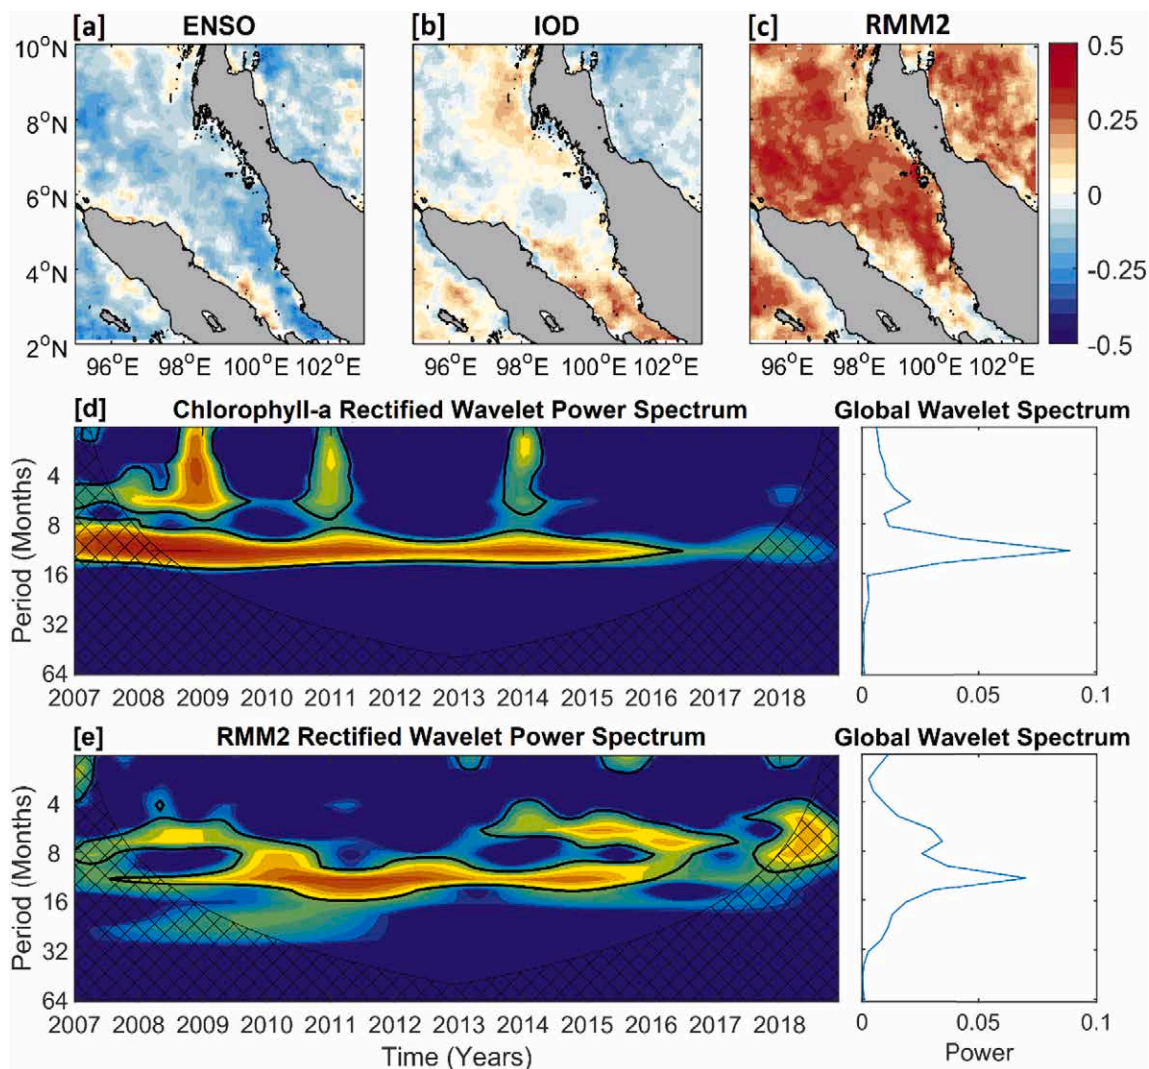 [a] ENSO [b] IOD [c] RMM2
10°N
8°N
6°N
4°N
2°N
96°E 98°E 100°E 102°E 96°E 98°E 100°E 102°E 96°E 98°E 100°E 102°E
0.5
0.25
0
-0.25
-0.5
[d] Chlorophyll-a Rectified Wavelet Power Spectrum Global Wavelet Spectrum
Period (Months)
4
8
16
32
64
2007 2008 2009 2010 2011 2012 2013 2014 2015 2016 2017 2018 0 0.05 0.1
[e] RMM2 Rectified Wavelet Power Spectrum Global Wavelet Spectrum
Period (Months)
4
8
16
32
64
2007 2008 2009 2010 2011 2012 2013 2014 2015 2016 2017 2018 0 0.05 0.1
Time (Years) Power